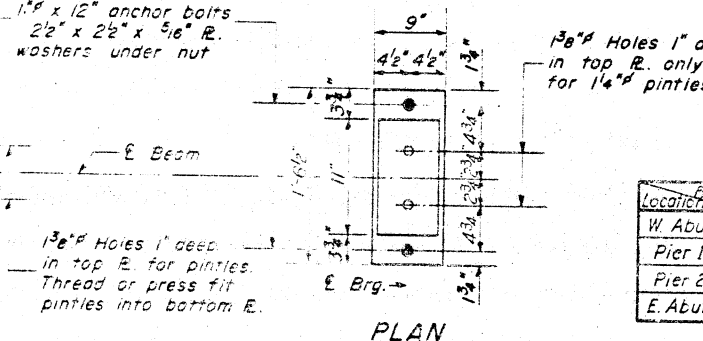 1"ø x 12" anchor bolts
2½" x 2½" x 5⁄16" ℄.
washers under nut
9"
4½" 4½"
1¾"
1⅜"ø Holes 1" d
in top ℄. only
for 1¼"ø pintles
3¾"
4¾"
℄ Beam
1'-6½"
11"
2¾" 2¾"
4¾"
3¾"
1¾"
1⅜"ø Holes 1" deep
in top ℄. for pintles.
Thread or press fit
pintles into bottom ℄.
℄ Brg.
PLAN
Location
W. Abu
Pier 1
Pier 2
E. Abu